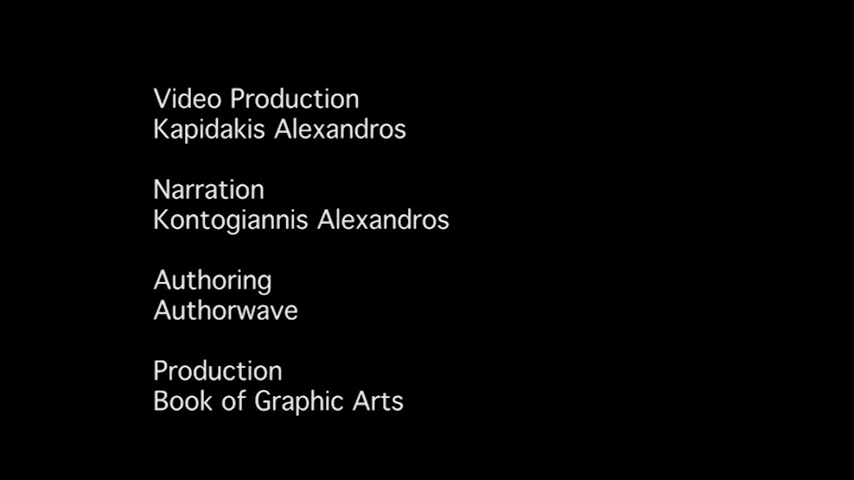 Video Production
Kapidakis Alexandros
Narration
Kontogiannis Alexandros
Authoring
Authorwave
Production
Book of Graphic Arts